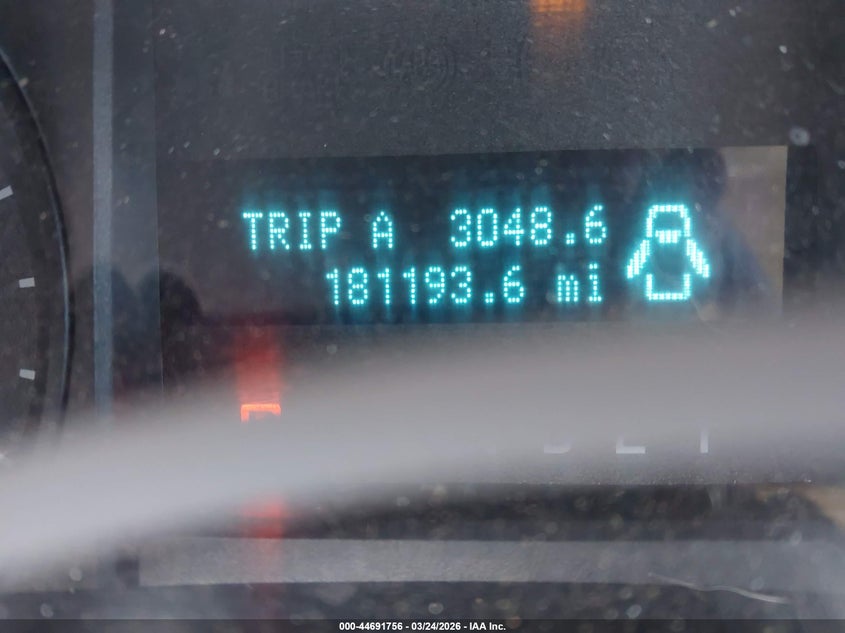 TRIP A 3048.6
181193.6 mi
000-44691756 - 03/24/2026 - IAA Inc.